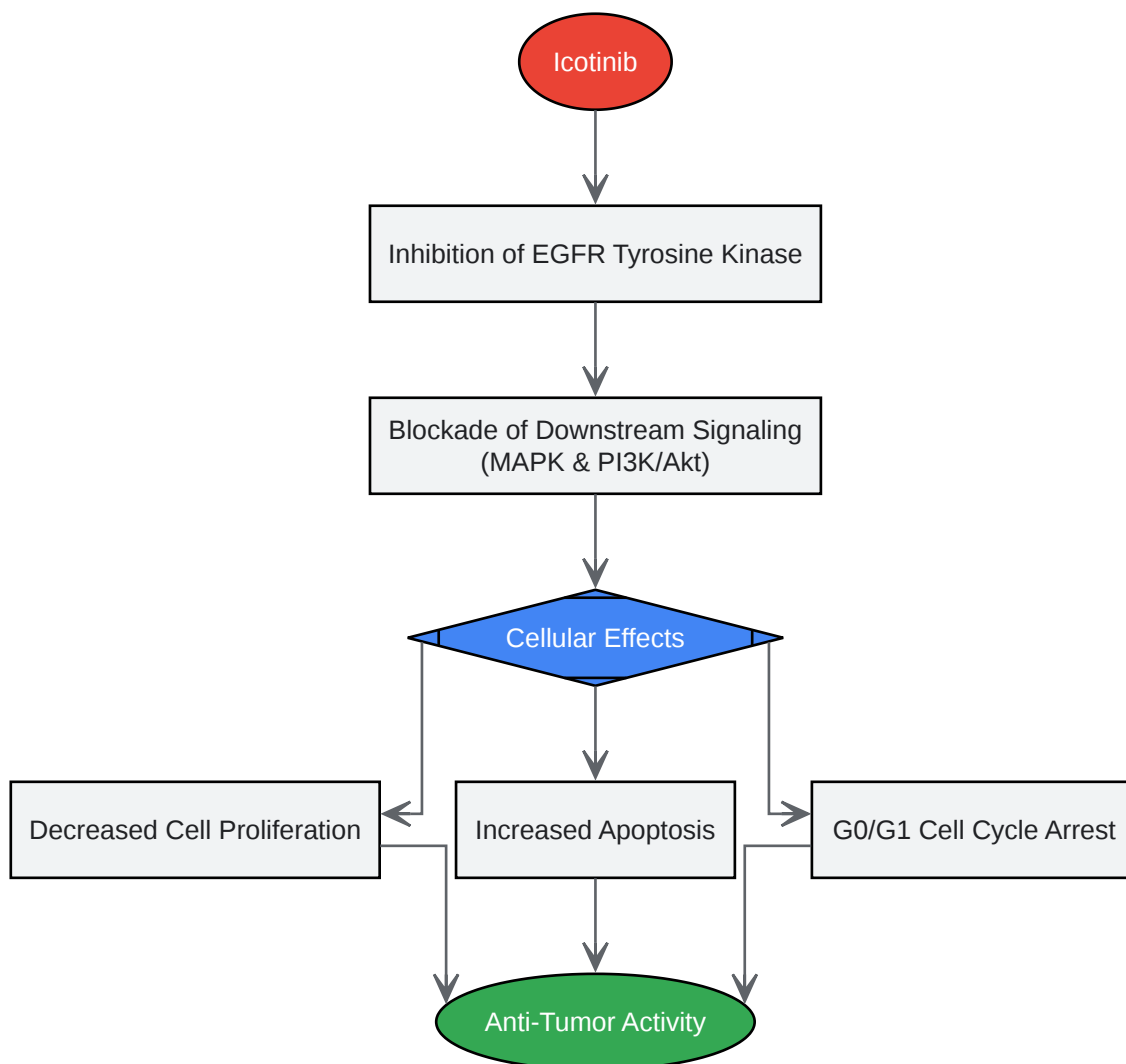 Icotinib
Inhibition of EGFR Tyrosine Kinase
Blockade of Downstream Signaling
(MAPK & PI3K/Akt)
Cellular Effects
Decreased Cell Proliferation
Increased Apoptosis
G0/G1 Cell Cycle Arrest
Anti-Tumor Activity